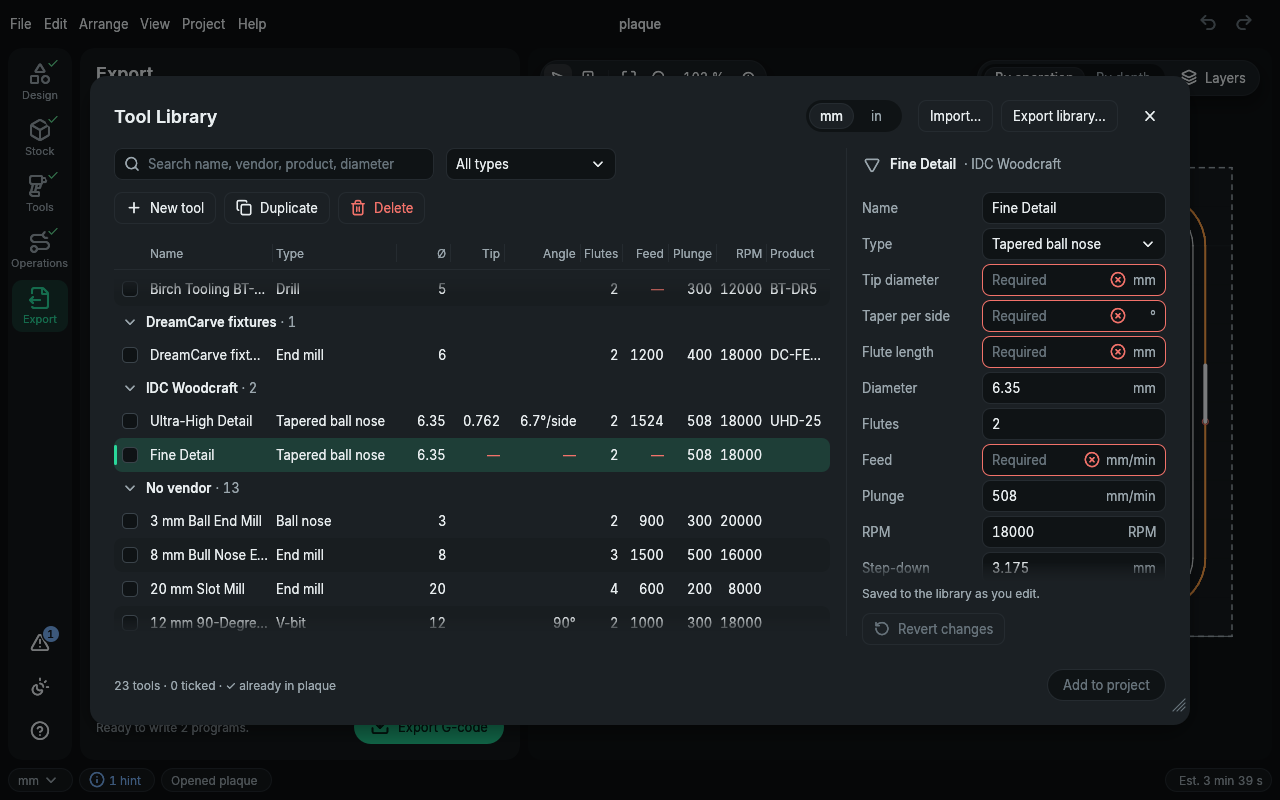 File Edit Arrange View Project Help
plaque
Export
Design
Stock
Tools
Operations
Export
By operation
By depth
Layers
Tool Library
mm in
Import...
Export library...
Search name, vendor, product, diameter
All types
New tool
Duplicate
Delete
Name Type Ø Tip Angle Flutes Feed Plunge RPM Product
Birch Tooling BT-... Drill 5 2 — 300 12000 BT-DR5
DreamCarve fixtures · 1
DreamCarve fixt... End mill 6 2 1200 400 18000 DC-FE...
IDC Woodcraft · 2
Ultra-High Detail Tapered ball nose 6.35 0.762 6.7°/side 2 1524 508 18000 UHD-25
Fine Detail Tapered ball nose 6.35 — — 2 — 508 18000
No vendor · 13
3 mm Ball End Mill Ball nose 3 2 900 300 20000
8 mm Bull Nose E... End mill 8 3 1500 500 16000
20 mm Slot Mill End mill 20 4 600 200 8000
12 mm 90-Degre... V-bit 12 90° 2 1000 300 18000
Fine Detail · IDC Woodcraft
Name Fine Detail
Type Tapered ball nose
Tip diameter Required mm
Taper per side Required °
Flute length Required mm
Diameter 6.35 mm
Flutes 2
Feed Required mm/min
Plunge 508 mm/min
RPM 18000 RPM
Step-down 3.175 mm
Saved to the library as you edit.
Revert changes
23 tools · 0 ticked · ✓ already in plaque
Add to project
1
Ready to write 2 programs.
Export G-code
mm
1 hint
Opened plaque
Est. 3 min 39 s